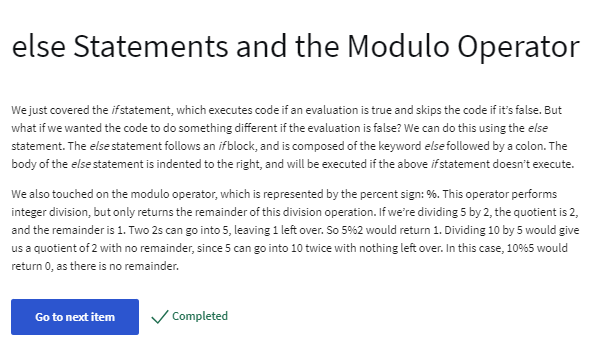 else Statements and the Modulo Operator
We just covered the if statement, which executes code if an evaluation is true and skips the code if it's false. But
what if we wanted the code to do something different if the evaluation is false? We can do this using the else
statement. The else statement follows an if block, and is composed of the keyword else followed by a colon. The
body of the else statement is indented to the right, and will be executed if the above if statement doesn't execute.
We also touched on the modulo operator, which is represented by the percent sign: %. This operator performs
integer division, but only returns the remainder of this division operation. If we're dividing 5 by 2, the quotient is 2,
and the remainder is 1. Two 2s can go into 5, leaving 1 left over. So 5%2 would return 1. Dividing 10 by 5 would give
us a quotient of 2 with no remainder, since 5 can go into 10 twice with nothing left over. In this case, 10%5 would
return 0, as there is no remainder.
Go to next item
Completed